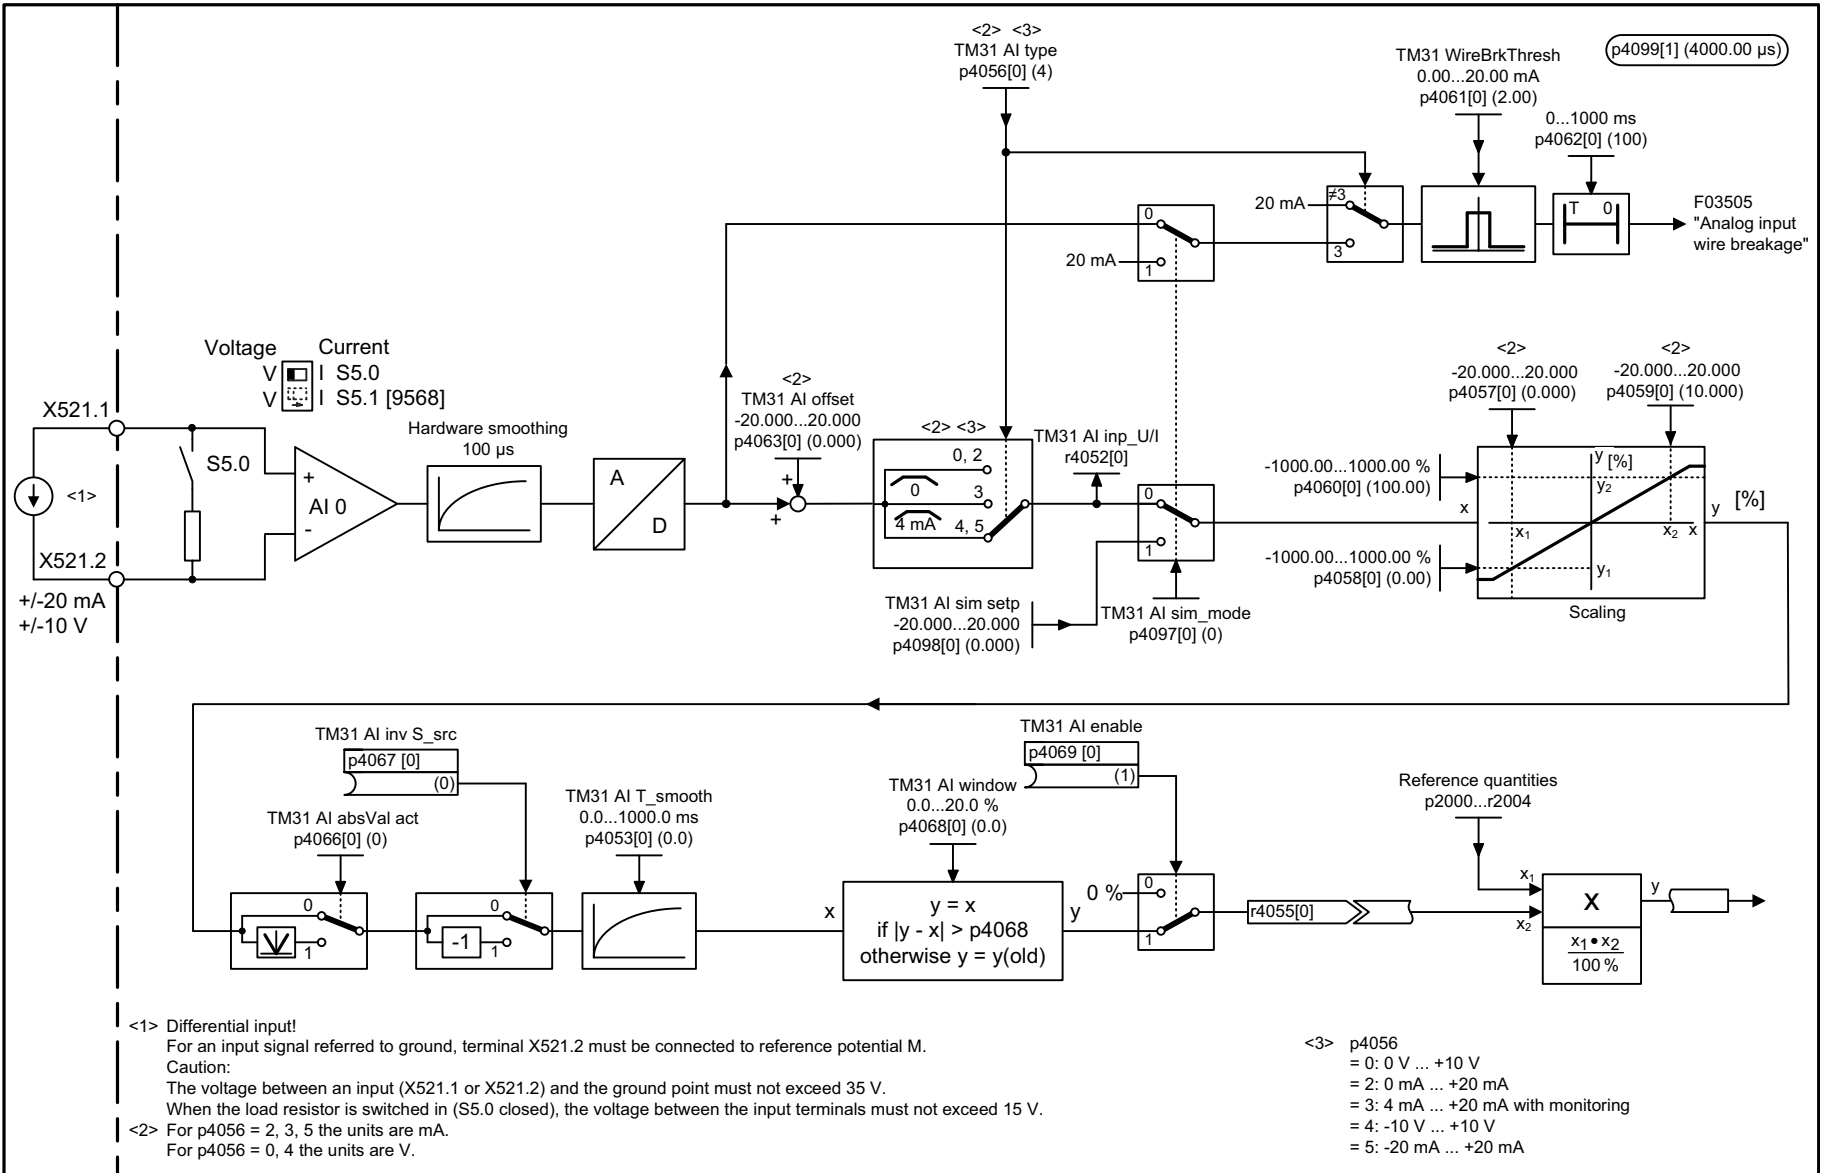 <2> <3>
TM31 AI type
p4056[0] (4)
p4099[1] (4000.00 µs)
TM31 WireBrkThresh
0.00...20.00 mA
p4061[0] (2.00)
0...1000 ms
p4062[0] (100)
0
20 mA
1
20 mA
≠3
3
T 0
F03505
"Analog input
wire breakage"
Voltage Current
V I S5.0
V I S5.1 [9568]
X521.1
S5.0
<1>
X521.2
+/-20 mA
+/-10 V
+
AI 0
-
Hardware smoothing
100 µs
A
D
<2>
TM31 AI offset
-20.000...20.000
p4063[0] (0.000)
+
+
<2> <3>
0, 2
0
3
4 mA
4, 5
TM31 AI inp_U/I
r4052[0]
0
1
TM31 AI sim setp
-20.000...20.000
p4098[0] (0.000)
TM31 AI sim_mode
p4097[0] (0)
<2>
-20.000...20.000
p4057[0] (0.000)
<2>
-20.000...20.000
p4059[0] (10.000)
-1000.00...1000.00 %
p4060[0] (100.00)
x
-1000.00...1000.00 %
p4058[0] (0.00)
y [%]
y2
x1
x2 x
y1
Scaling
y [%]
TM31 AI inv S_src
p4067 [0]
(0)
TM31 AI absVal act
p4066[0] (0)
0
1
0
-1
1
TM31 AI T_smooth
0.0...1000.0 ms
p4053[0] (0.0)
TM31 AI window
0.0...20.0 %
p4068[0] (0.0)
x
y = x
if |y - x| > p4068
otherwise y = y(old)
y
TM31 AI enable
p4069 [0]
(1)
0 %
0
1
r4055[0]
Reference quantities
p2000...r2004
x1
x2
X
x1•x2
100 %
y
<1> Differential input!
For an input signal referred to ground, terminal X521.2 must be connected to reference potential M.
Caution:
The voltage between an input (X521.1 or X521.2) and the ground point must not exceed 35 V.
When the load resistor is switched in (S5.0 closed), the voltage between the input terminals must not exceed 15 V.
<2> For p4056 = 2, 3, 5 the units are mA.
For p4056 = 0, 4 the units are V.
<3> p4056
= 0: 0 V ... +10 V
= 2: 0 mA ... +20 mA
= 3: 4 mA ... +20 mA with monitoring
= 4: -10 V ... +10 V
= 5: -20 mA ... +20 mA